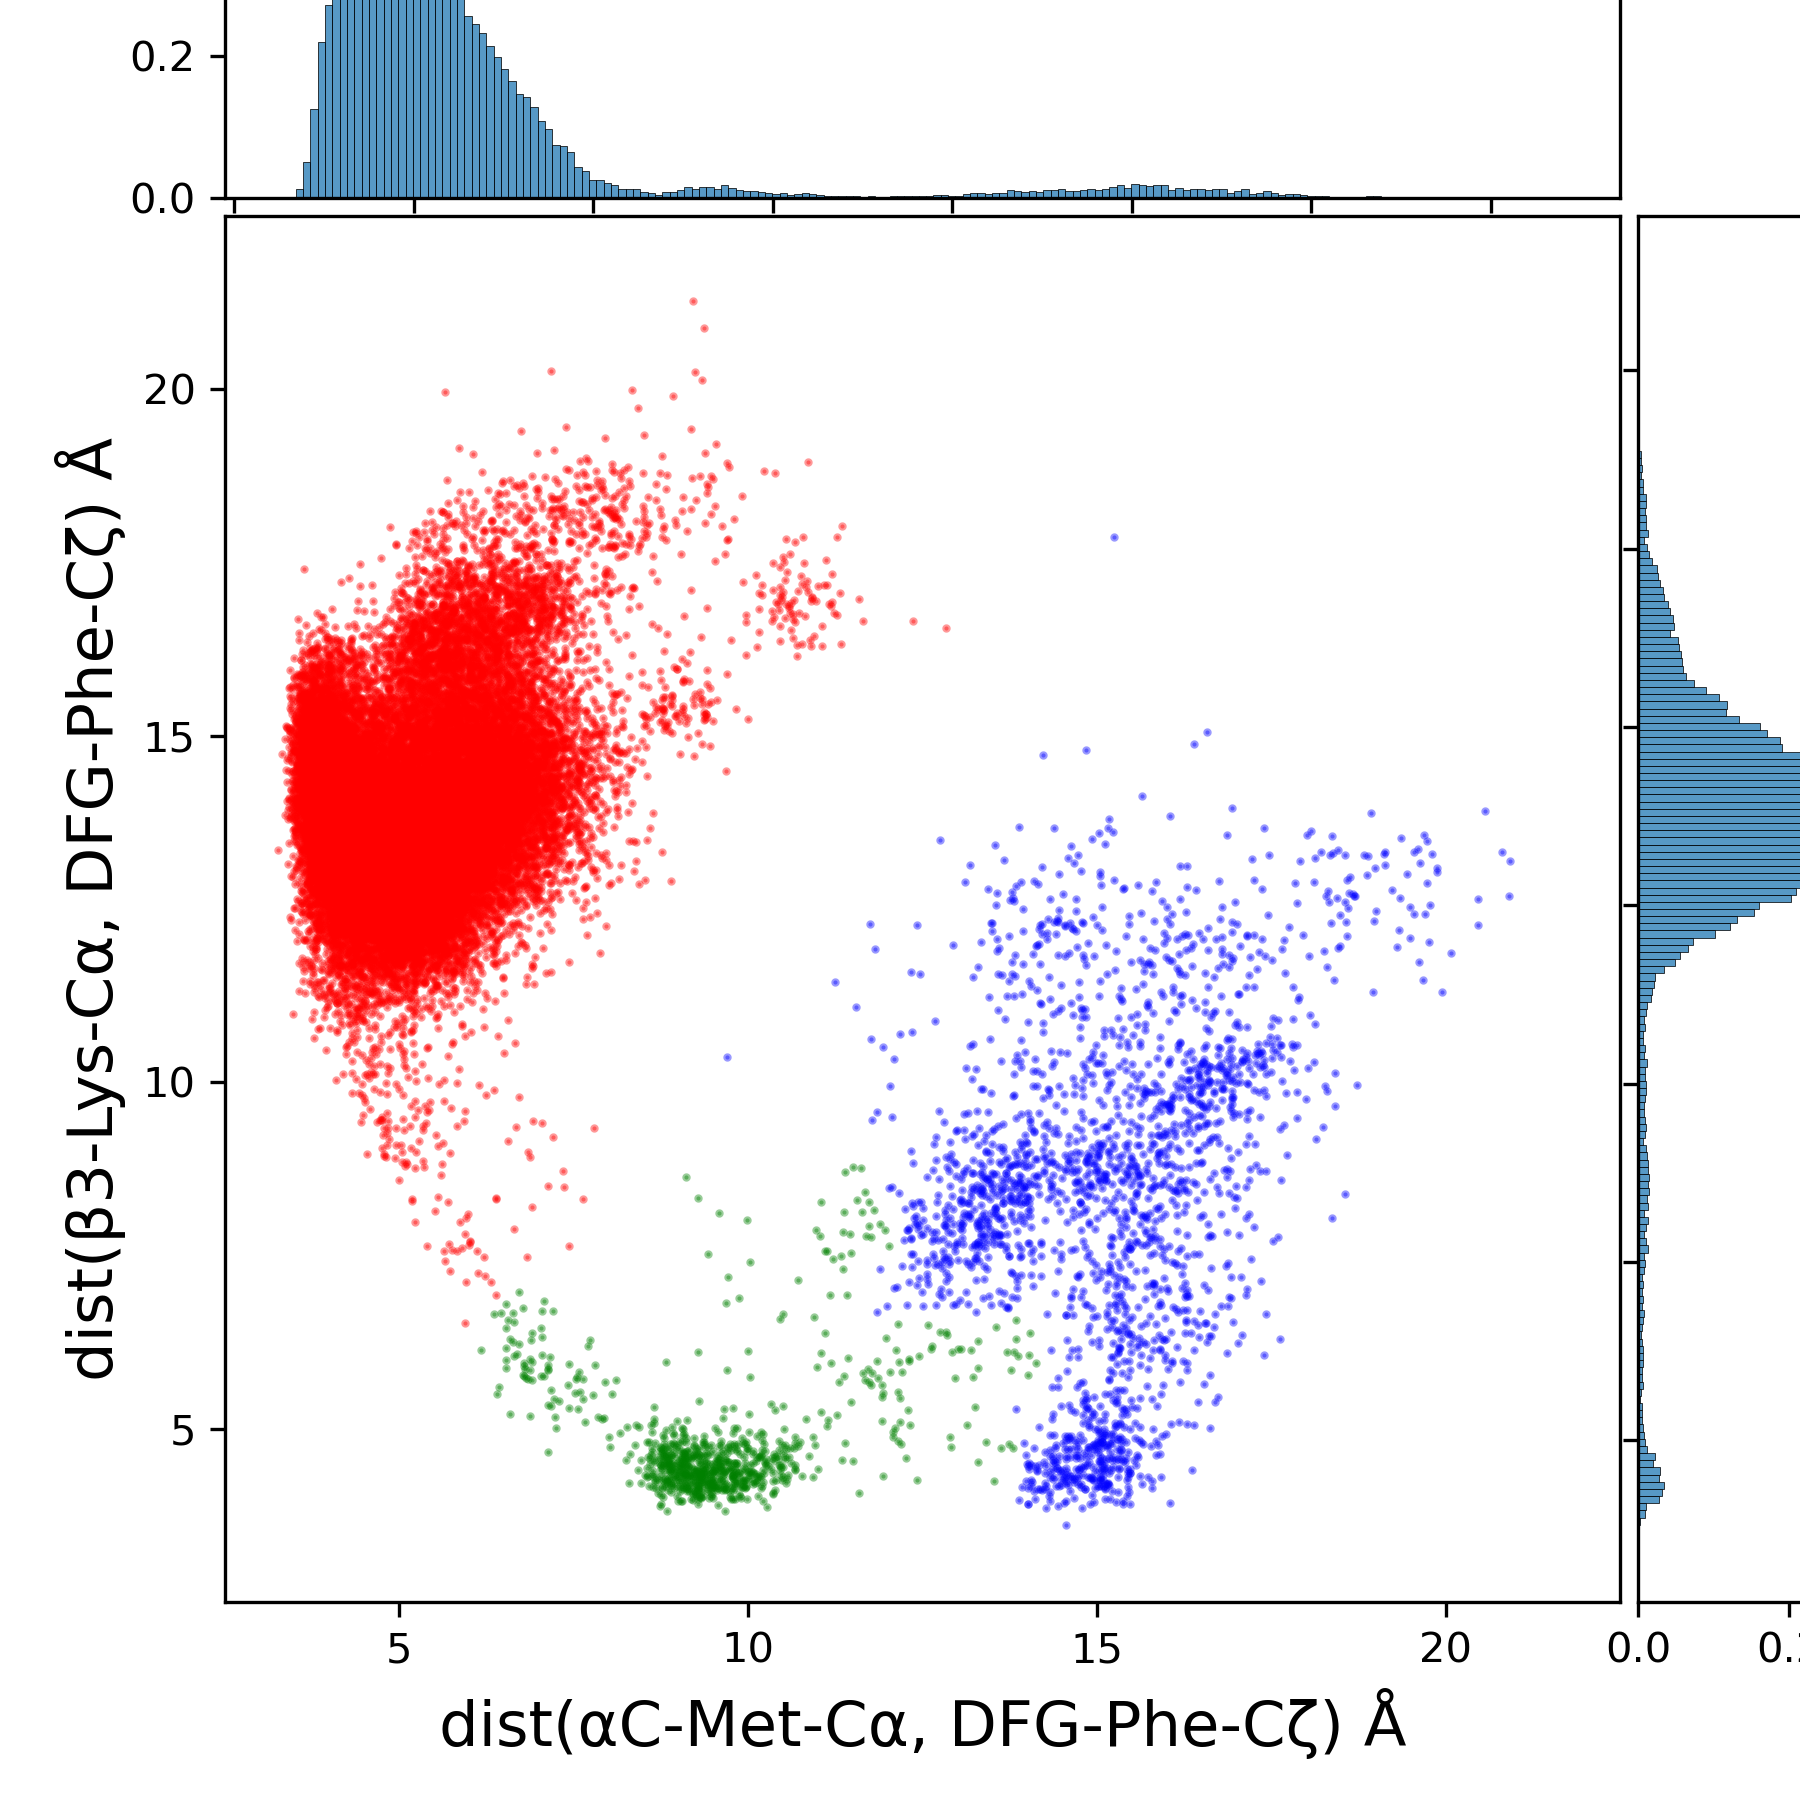 0.2
0.0
20
15
10
5
dist(β3-Lys-Cα, DFG-Phe-Cζ) Å
5 10 15 20 0.0
dist(αC-Met-Cα, DFG-Phe-Cζ) Å